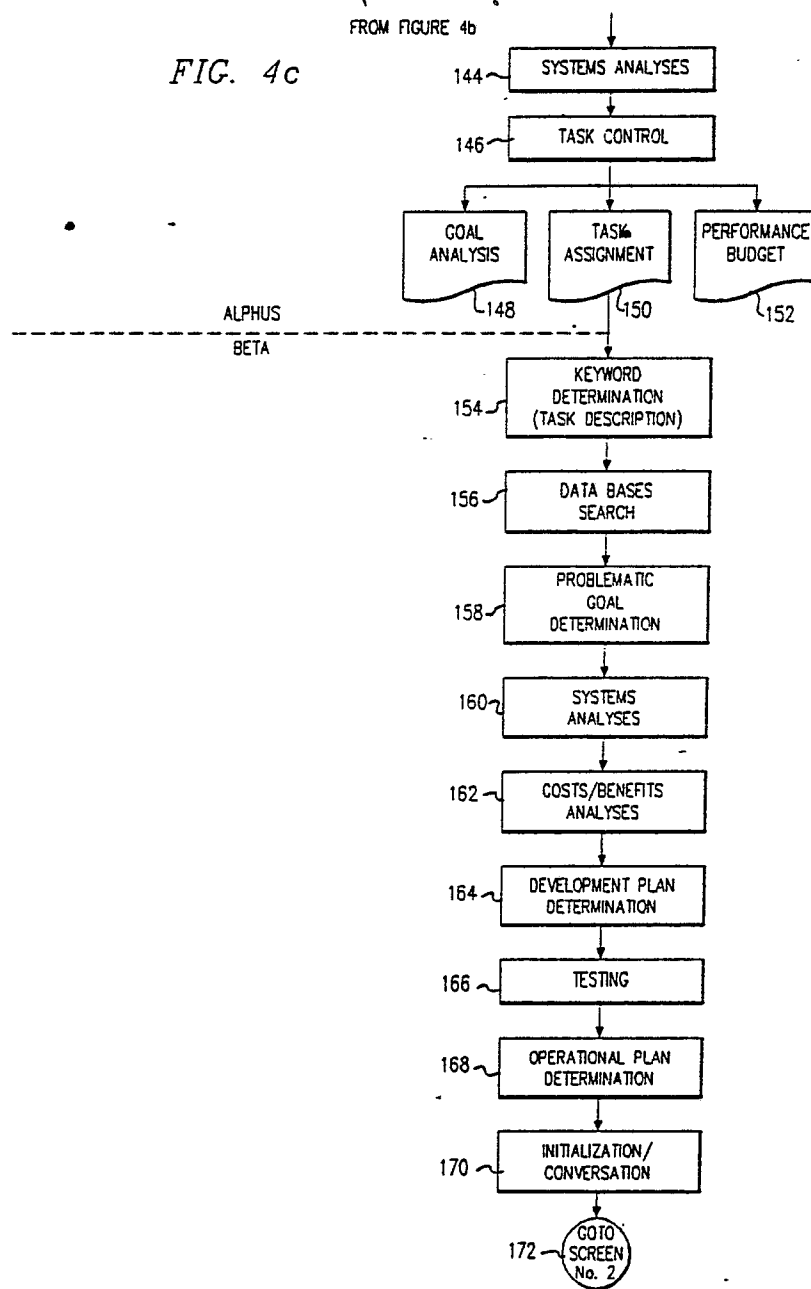 FROM FIGURE 4b
FIG. 4c
144
SYSTEMS ANALYSES
146
TASK CONTROL
GOAL
ANALYSIS
148
TASK
ASSIGNMENT
150
PERFORMANCE
BUDGET
152
ALPHUS
BETA
154
KEYWORD
DETERMINATION
(TASK DESCRIPTION)
156
DATA BASES
SEARCH
158
PROBLEMATIC
GOAL
DETERMINATION
160
SYSTEMS
ANALYSES
162
COSTS/BENEFITS
ANALYSES
164
DEVELOPMENT PLAN
DETERMINATION
166
TESTING
168
OPERATIONAL PLAN
DETERMINATION
170
INITIALIZATION/
CONVERSATION
172
GOTO
SCREEN
No. 2